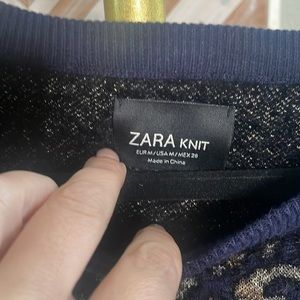 ZARA KNIT
EUR M / USA M / MEX 28
Made in China